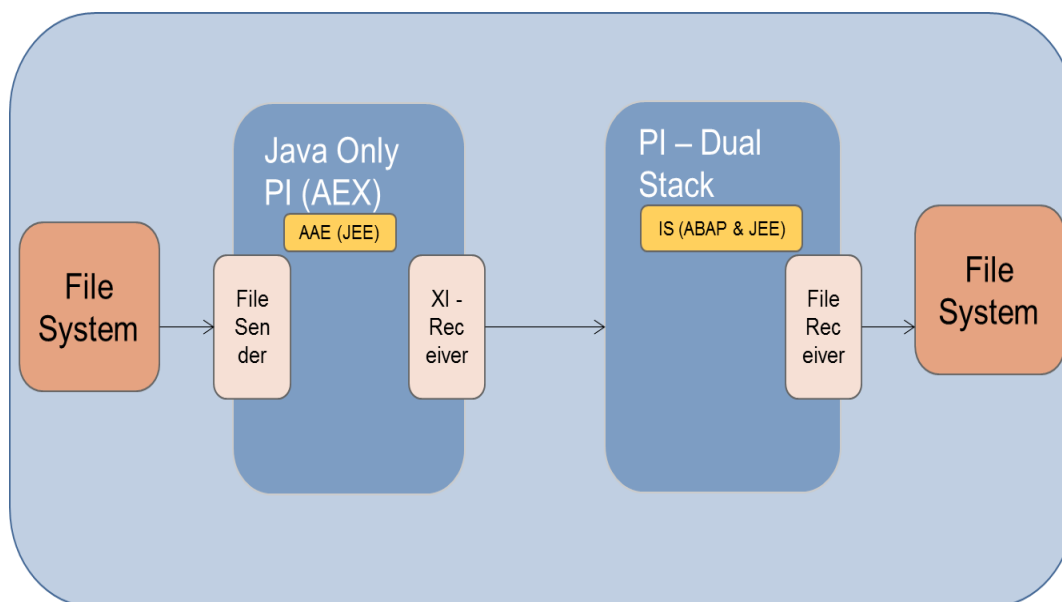 Java Only
PI (AEX)
AAE (JEE)
PI – Dual
Stack
IS (ABAP & JEE)
File
System
File
Sen
der
XI -
Rec
eiver
File
Rec
eiver
File
System